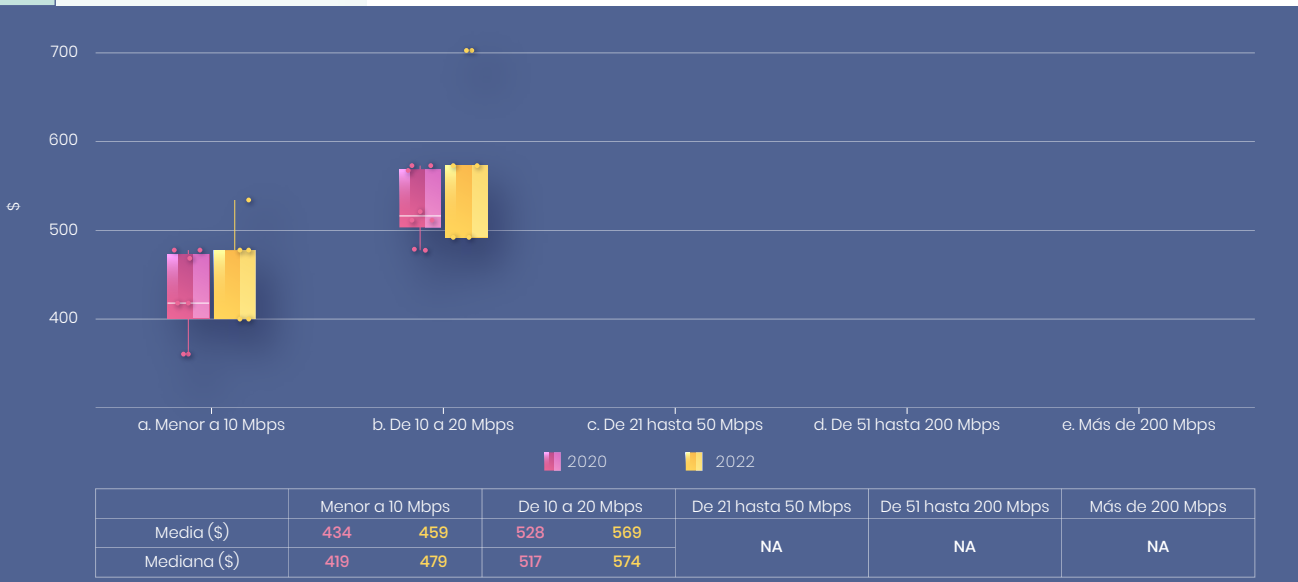 700
600
$
500
400
a. Menor a 10 Mbps b. De 10 a 20 Mbps c. De 21 hasta 50 Mbps d. De 51 hasta 200 Mbps e. Más de 200 Mbps
2020 2022
Menor a 10 Mbps De 10 a 20 Mbps De 21 hasta 50 Mbps De 51 hasta 200 Mbps Más de 200 Mbps
Media ($) 434 459 528 569
NA NA NA
Mediana ($) 419 479 517 574